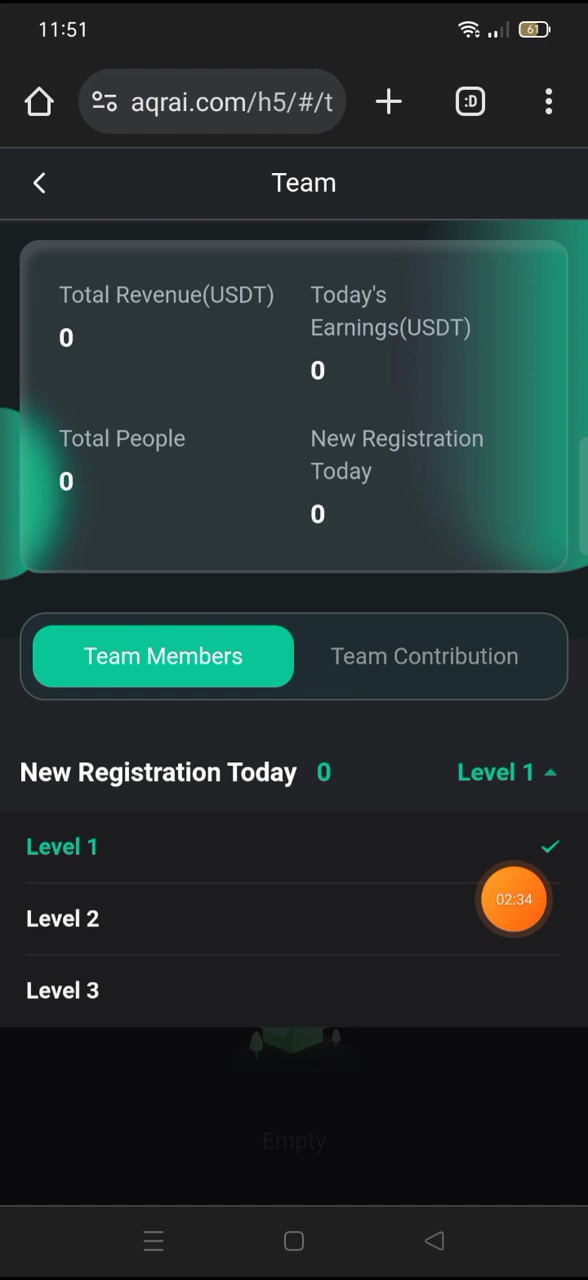 11:51
61
aqrai.com/h5/#/t
:D
Team
Total Revenue(USDT)
0
Today's
Earnings(USDT)
0
Total People
0
New Registration
Today
0
Team Members
Team Contribution
New Registration Today 0
Level 1
Level 1
02:34
Level 2
Level 3
Empty